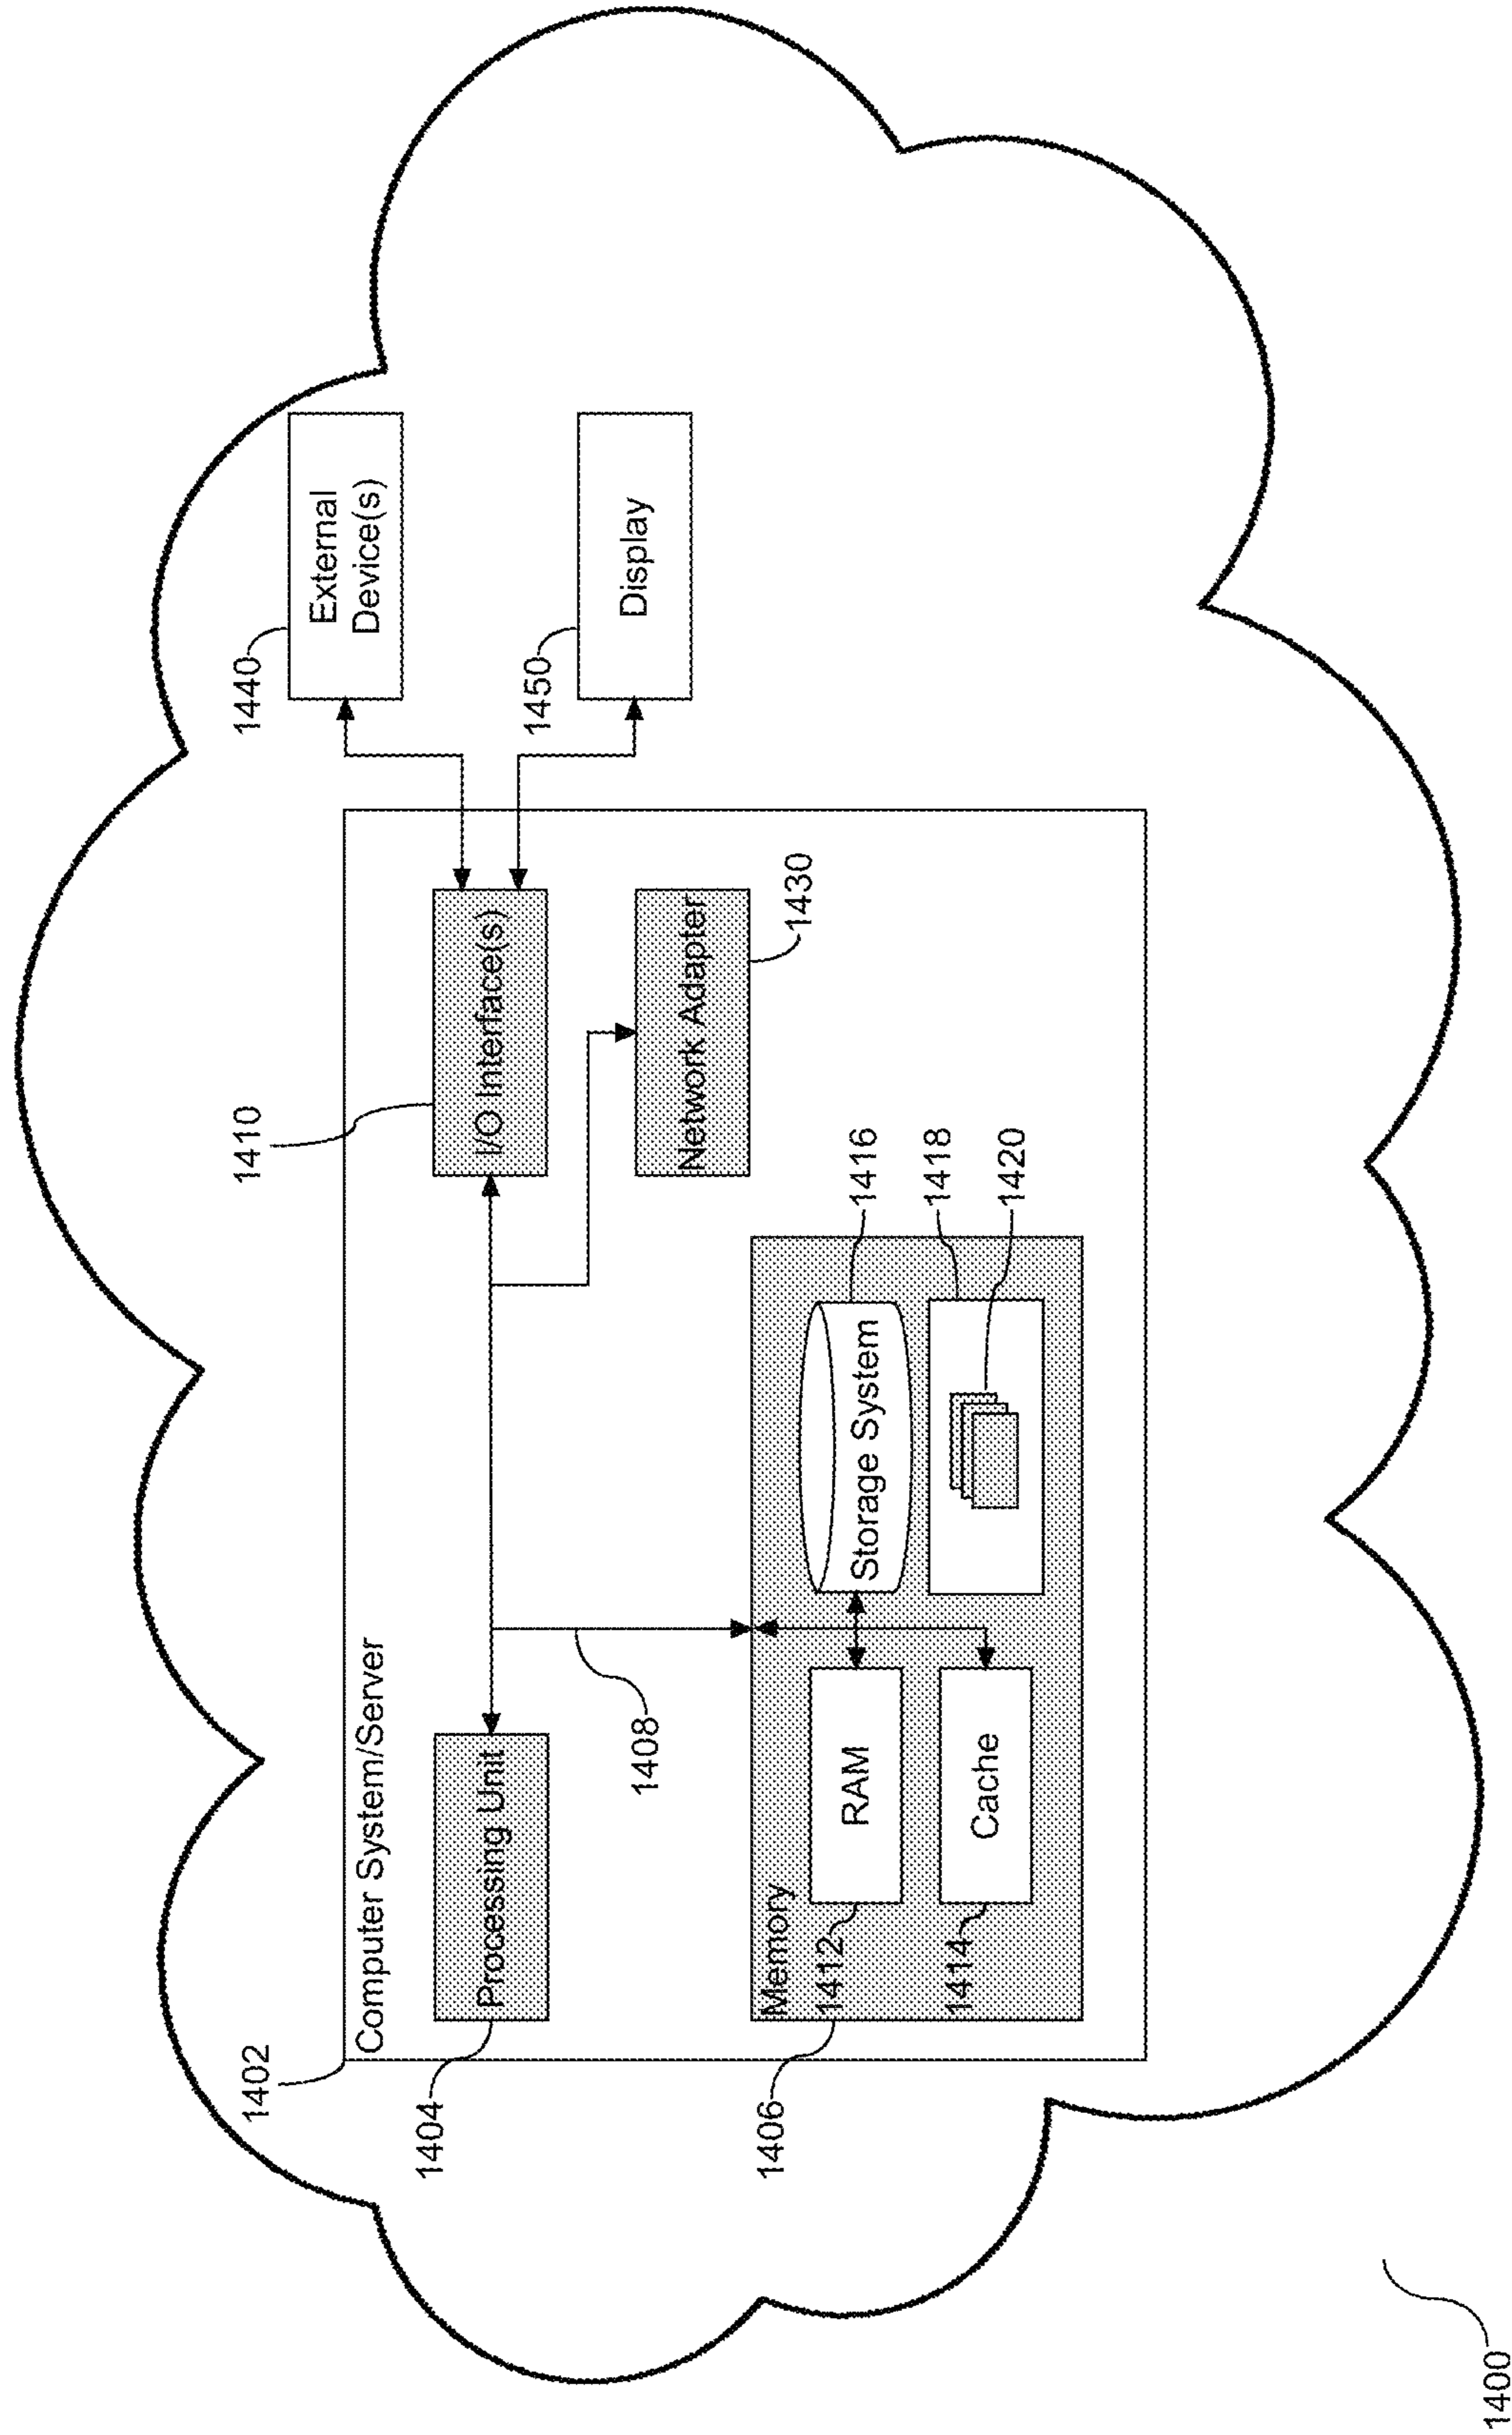 1402
Computer System/Server
1404
Processing Unit
1408
1410
I/O Interface(s)
1440
External
Device(s)
1450
Display
Network Adapter
1430
1406
Memory
1412
RAM
1414
Cache
Storage System
1416
1418
1420
1400